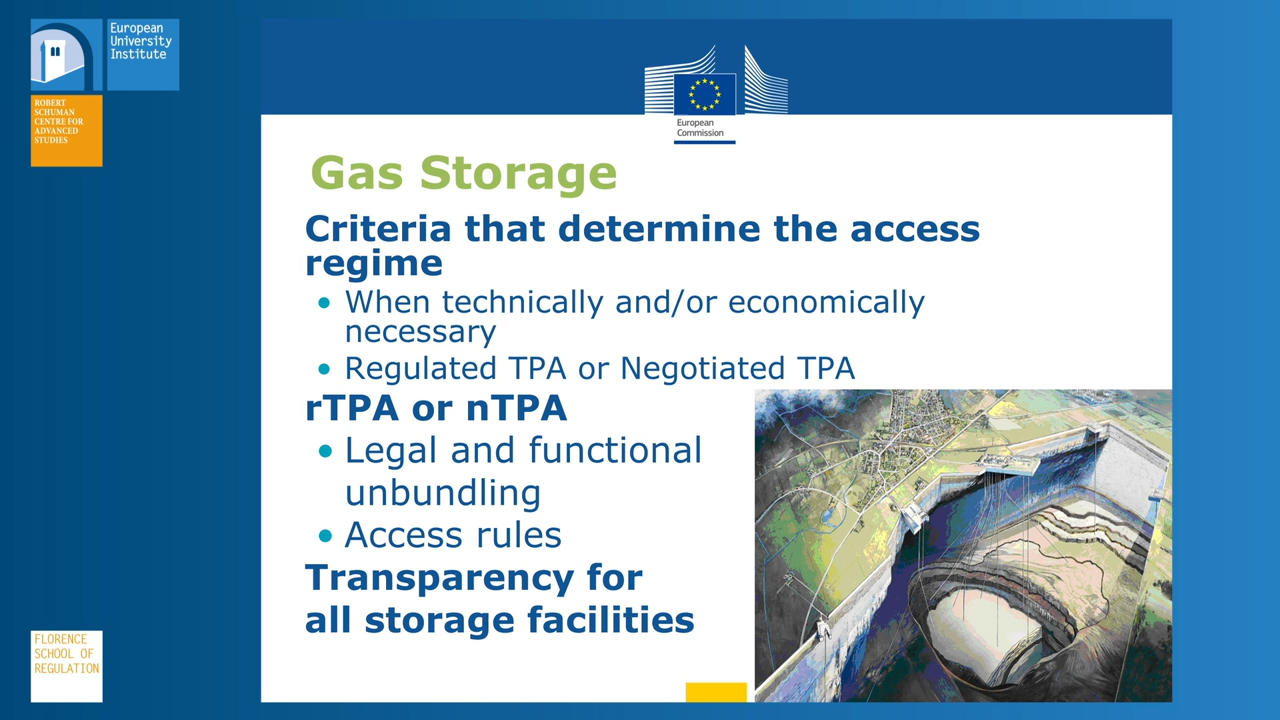 European
University
Institute
ROBERT
SCHUMAN
CENTRE FOR
ADVANCED
STUDIES
European
Commission
Gas Storage
Criteria that determine the access
regime
• When technically and/or economically
necessary
• Regulated TPA or Negotiated TPA
rTPA or nTPA
• Legal and functional
unbundling
• Access rules
Transparency for
all storage facilities
FLORENCE
SCHOOL OF
REGULATION